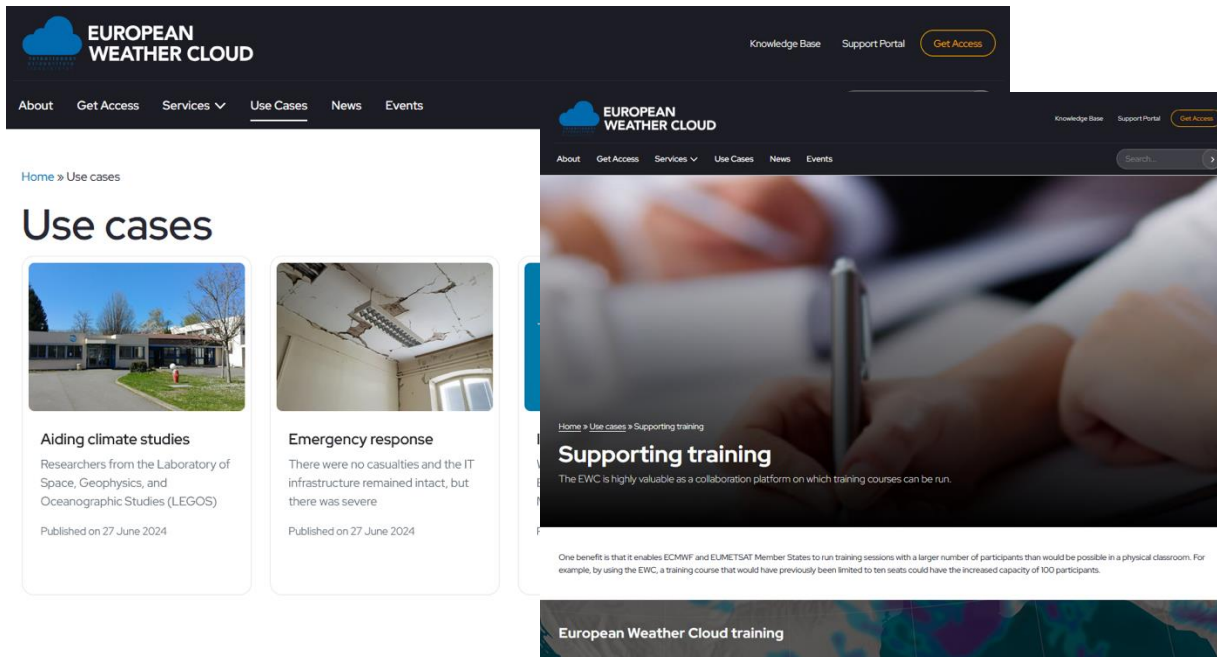 EUROPEAN
WEATHER CLOUD
Knowledge Base Support Portal Get Access
About Get Access Services Use Cases News Events
Home » Use cases
Use cases
Aiding climate studies
Researchers from the Laboratory of
Space, Geophysics, and
Oceanographic Studies (LEGOS)
Published on 27 June 2024
Emergency response
There were no casualties and the IT
infrastructure remained intact, but
there was severe
Published on 27 June 2024
EUROPEAN
WEATHER CLOUD
Knowledge Base Support Portal Get Access
About Get Access Services Use Cases News Events
Search...
Home » Use cases » Supporting training
Supporting training
The EWC is highly valuable as a collaboration platform on which training courses can be run.
One benefit is that it enables ECMWF and EUMETSAT Member States to run training sessions with a larger number of participants than would be possible in a physical classroom. For
example, by using the EWC, a training course that would have previously been limited to ten seats could have the increased capacity of 100 participants.
European Weather Cloud training